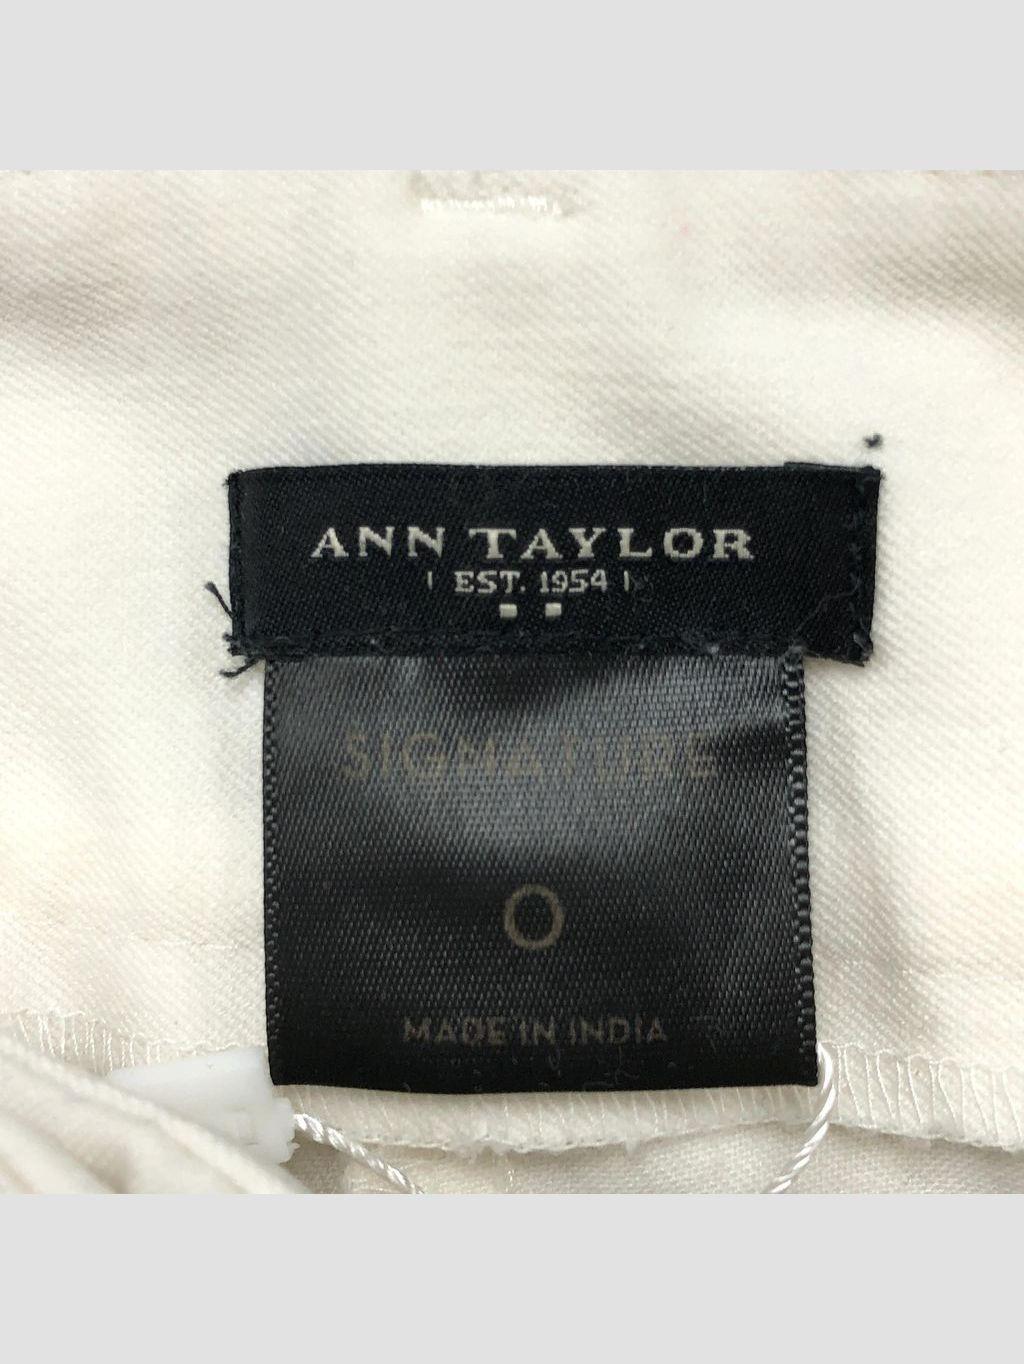 ANN TAYLOR
EST. 1954
SIGNATURE
0
MADE IN INDIA